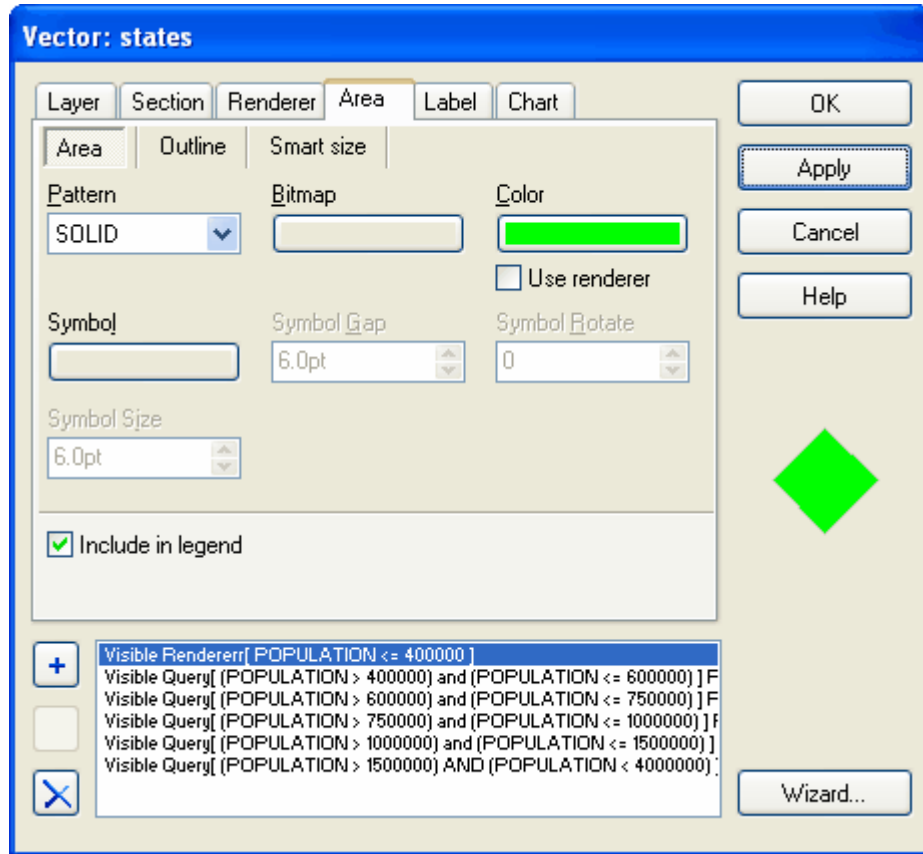 Vector: states
Layer Section Renderer Area Label Chart
OK
Area Outline Smart size
Apply
Pattern Bitmap Color
SOLID
Cancel
Use renderer
Help
Symbol Symbol Gap Symbol Rotate
6.0pt 0
Symbol Size
6.0pt
Include in legend
+
Visible Rendererr[ POPULATION <= 400000 ]
Visible Query[ (POPULATION > 400000) and (POPULATION <= 600000) ] F
Visible Query[ (POPULATION > 600000) and (POPULATION <= 750000) ] F
Visible Query[ (POPULATION > 750000) and (POPULATION <= 1000000) ] F
Visible Query[ (POPULATION > 1000000) and (POPULATION <= 1500000) ]
Visible Query[ (POPULATION > 1500000) AND (POPULATION < 4000000) ]
Wizard...